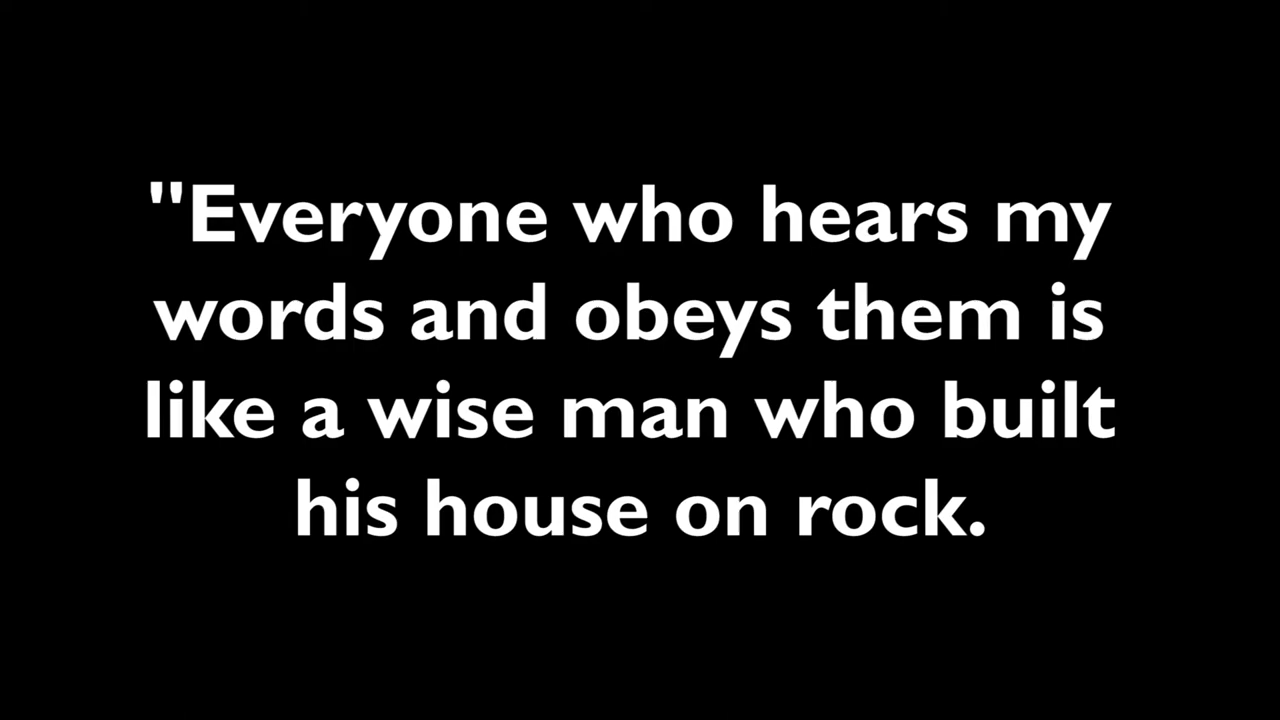 "Everyone who hears my
words and obeys them is
like a wise man who built
his house on rock.